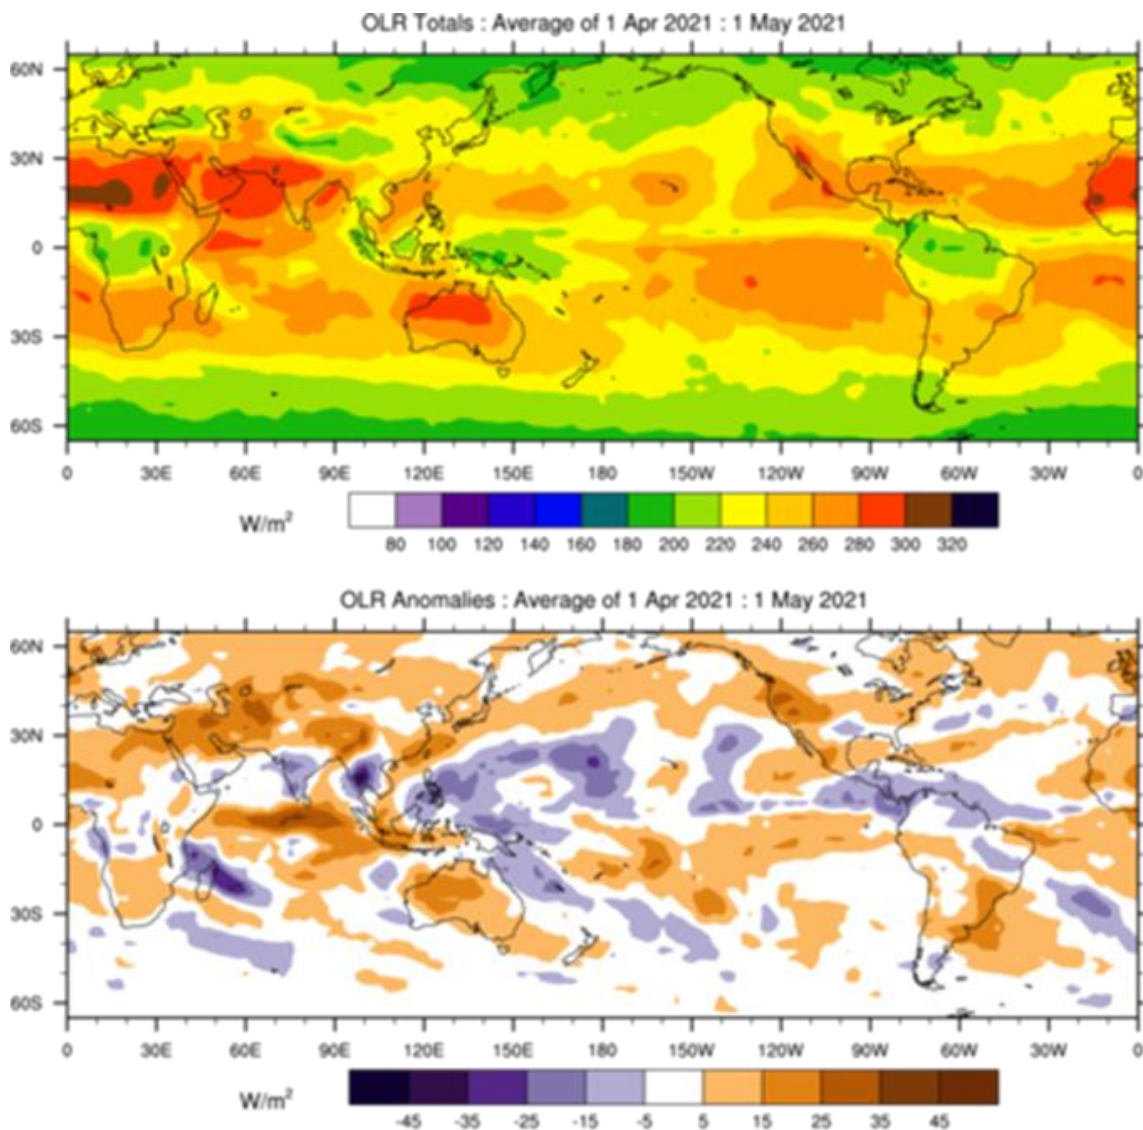 OLR Totals : Average of 1 Apr 2021 : 1 May 2021
60N
30N
0
30S
60S
0 30E 60E 90E 120E 150E 180 150W 120W 90W 60W 30W 0
W/m²
80 100 120 140 160 180 200 220 240 260 280 300 320
OLR Anomalies : Average of 1 Apr 2021 : 1 May 2021
60N
30N
0
30S
60S
0 30E 60E 90E 120E 150E 180 150W 120W 90W 60W 30W 0
W/m²
-45 -35 -25 -15 -5 5 15 25 35 45